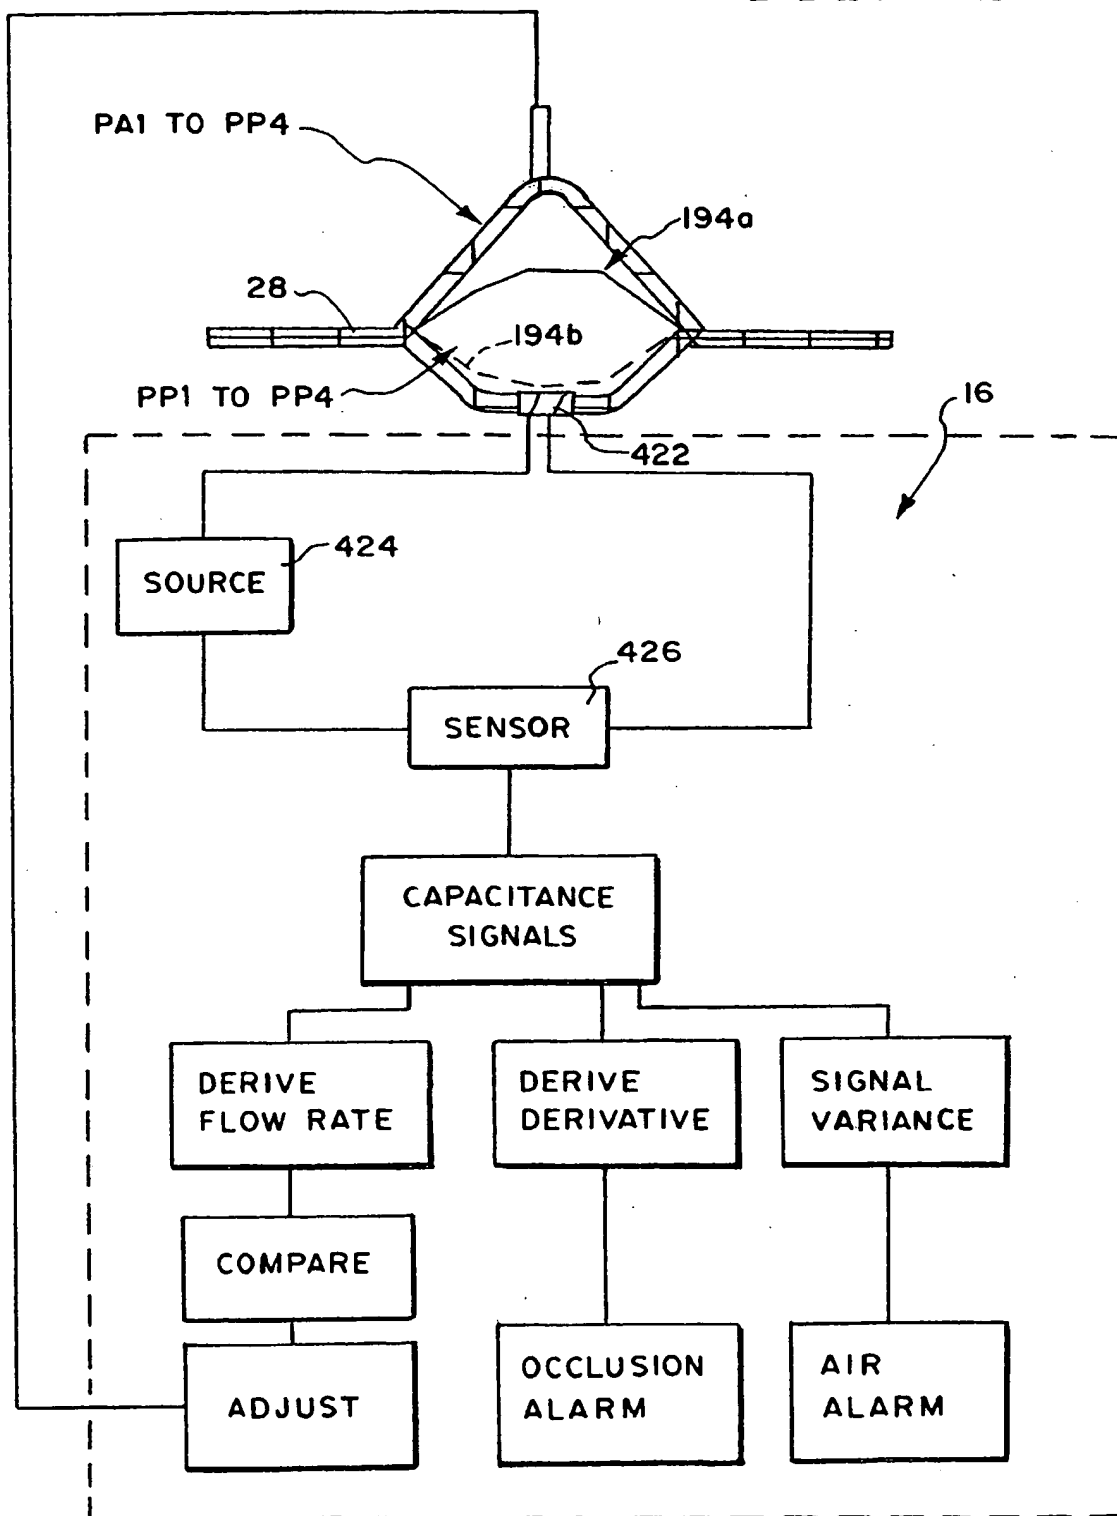 PA1 TO PP4
194a
28
194b
PP1 TO PP4
16
422
424
SOURCE
426
SENSOR
CAPACITANCE
SIGNALS
DERIVE
FLOW RATE
DERIVE
DERIVATIVE
SIGNAL
VARIANCE
COMPARE
OCCLUSION
ALARM
AIR
ALARM
ADJUST